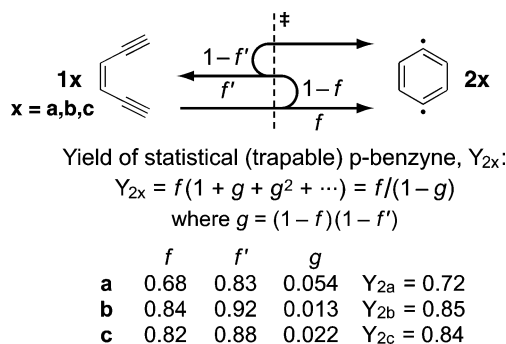 ‡
1–f'
1x
f'
1–f
2x
x = a,b,c
f
Yield of statistical (trapable) p-benzyne, Y₂ₓ:
Y₂ₓ = f(1 + g + g² + ···) = f/(1 – g)
where g = (1 – f)(1 – f')
f f' g
a 0.68 0.83 0.054 Y₂ₐ = 0.72
b 0.84 0.92 0.013 Y2b = 0.85
c 0.82 0.88 0.022 Y2c = 0.84